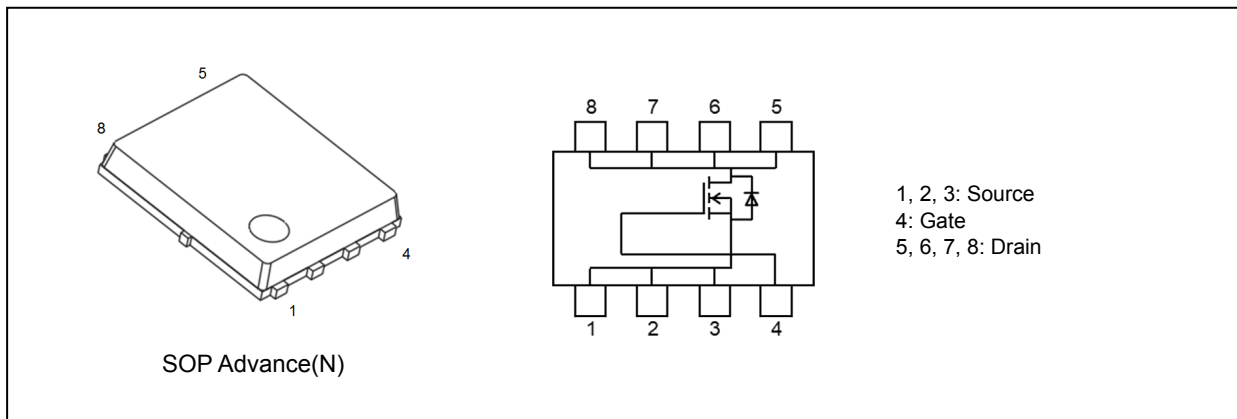 5
8
4
1
SOP Advance(N)
8 7 6 5
1 2 3 4
1, 2, 3: Source
4: Gate
5, 6, 7, 8: Drain